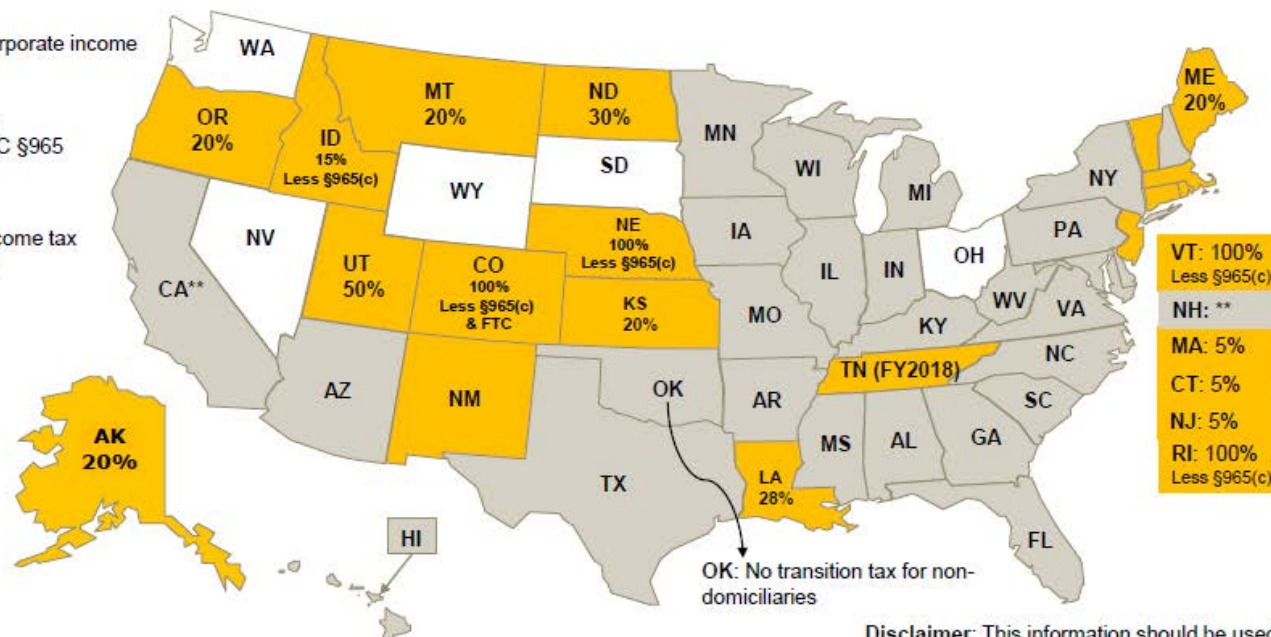 rporate income
C §965
come tax
WA
OR
20%
ID
15%
Less §965(c)
MT
20%
ND
30%
MN
SD
WY
WI
MI
NY
ME
20%
NV
CA**
UT
50%
CO
100%
Less §965(c)
& FTC
NE
100%
Less §965(c)
KS
20%
IA
MO
IL
IN
OH
PA
WV
VA
KY
NC
TN (FY2018)
SC
AZ
NM
OK
AR
MS
AL
GA
TX
LA
28%
FL
AK
20%
HI
OK: No transition tax for non-
domiciliaries
VT: 100%
Less §965(c)
NH: **
MA: 5%
CT: 5%
NJ: 5%
RI: 100%
Less §965(c)
Disclaimer: This information should be used